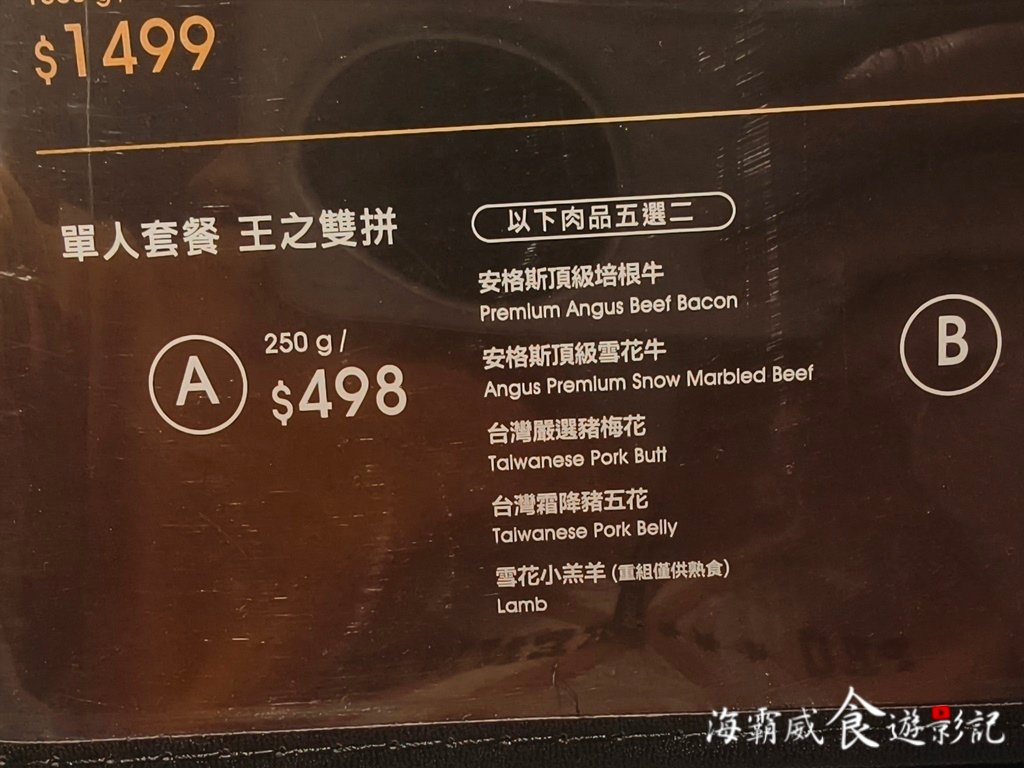 $1499
單人套餐 王之雙拼
以下肉品五選二
安格斯頂級培根牛
Premium Angus Beef Bacon
A
250 g /
$498
安格斯頂級雪花牛
Angus Premium Snow Marbled Beef
台灣嚴選豬梅花
Taiwanese Pork Butt
台灣霜降豬五花
Taiwanese Pork Belly
雪花小羔羊 (重組僅供熟食)
Lamb
B
海霸威食遊影記